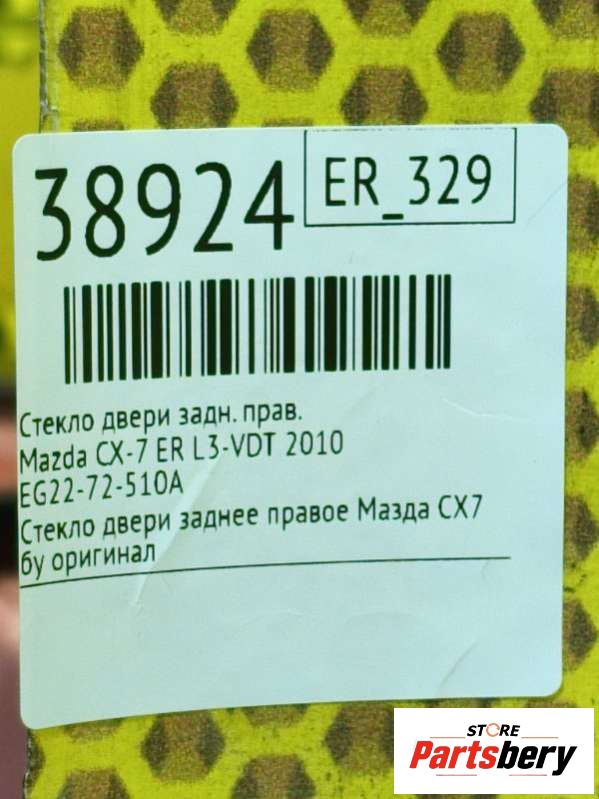 38924
ER_329
Стекло двери задн. прав.
Mazda CX-7 ER L3-VDT 2010
EG22-72-510A
Стекло двери заднее правое Мазда CX7
бу оригинал
STORE
Partsbery